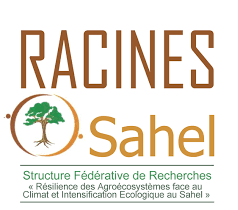 RACINES
Sahel
Structure Fédérative de Recherches
« Résilience des Agroécosystèmes face au
Climat et Intensification Ecologique au Sahel »